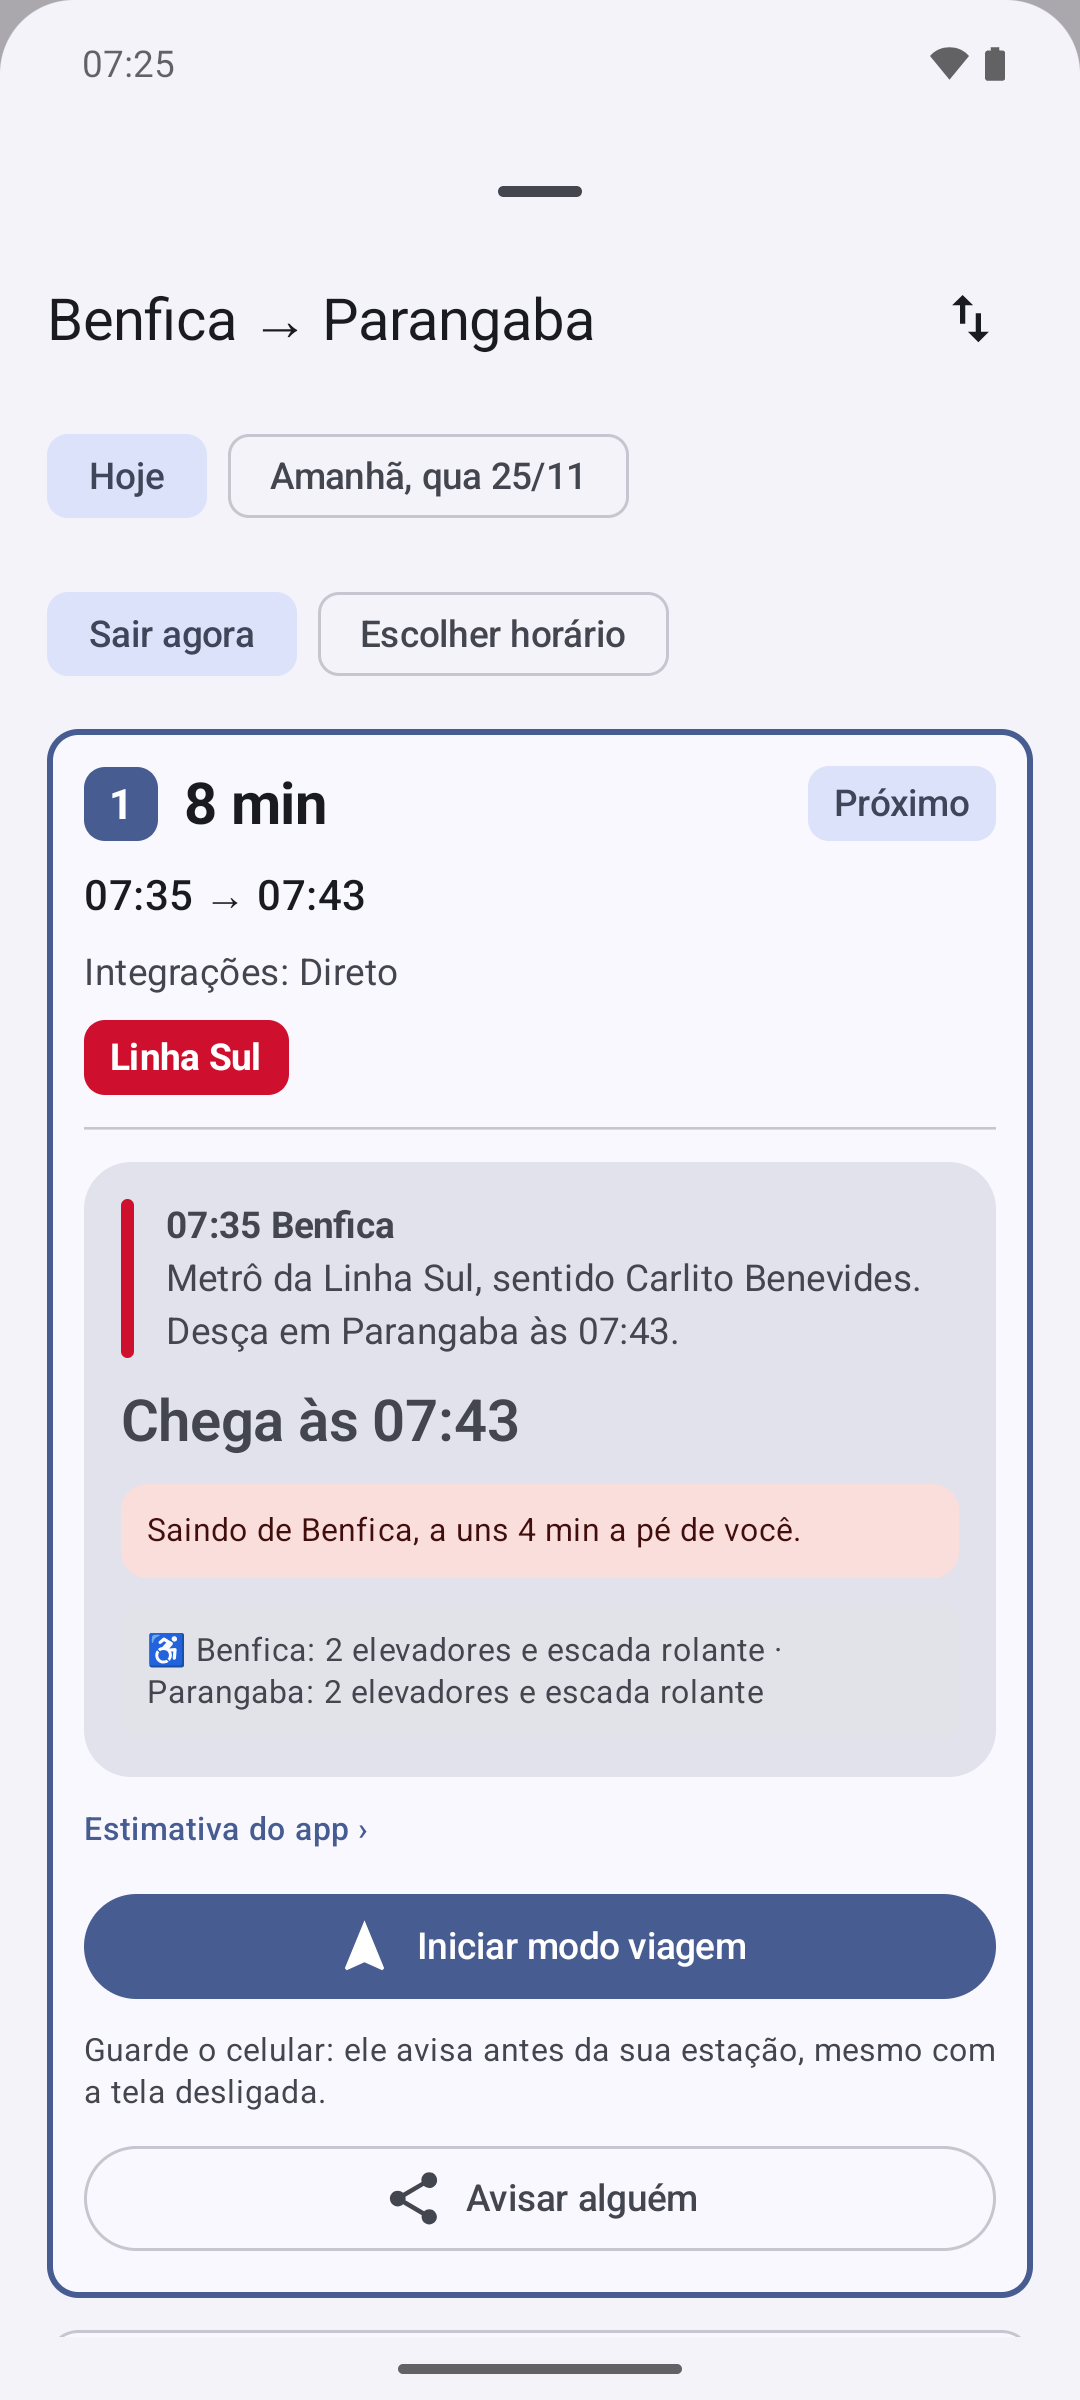 07:25
Benfica → Parangaba
Hoje
Amanhã, qua 25/11
Sair agora
Escolher horário
1
8 min
Próximo
07:35 → 07:43
Integrações: Direto
Linha Sul
07:35 Benfica
Metrô da Linha Sul, sentido Carlito Benevides.
Desça em Parangaba às 07:43.
Chega às 07:43
Saindo de Benfica, a uns 4 min a pé de você.
♿ Benfica: 2 elevadores e escada rolante ·
Parangaba: 2 elevadores e escada rolante
Estimativa do app ›
Iniciar modo viagem
Guarde o celular: ele avisa antes da sua estação, mesmo com
a tela desligada.
Avisar alguém